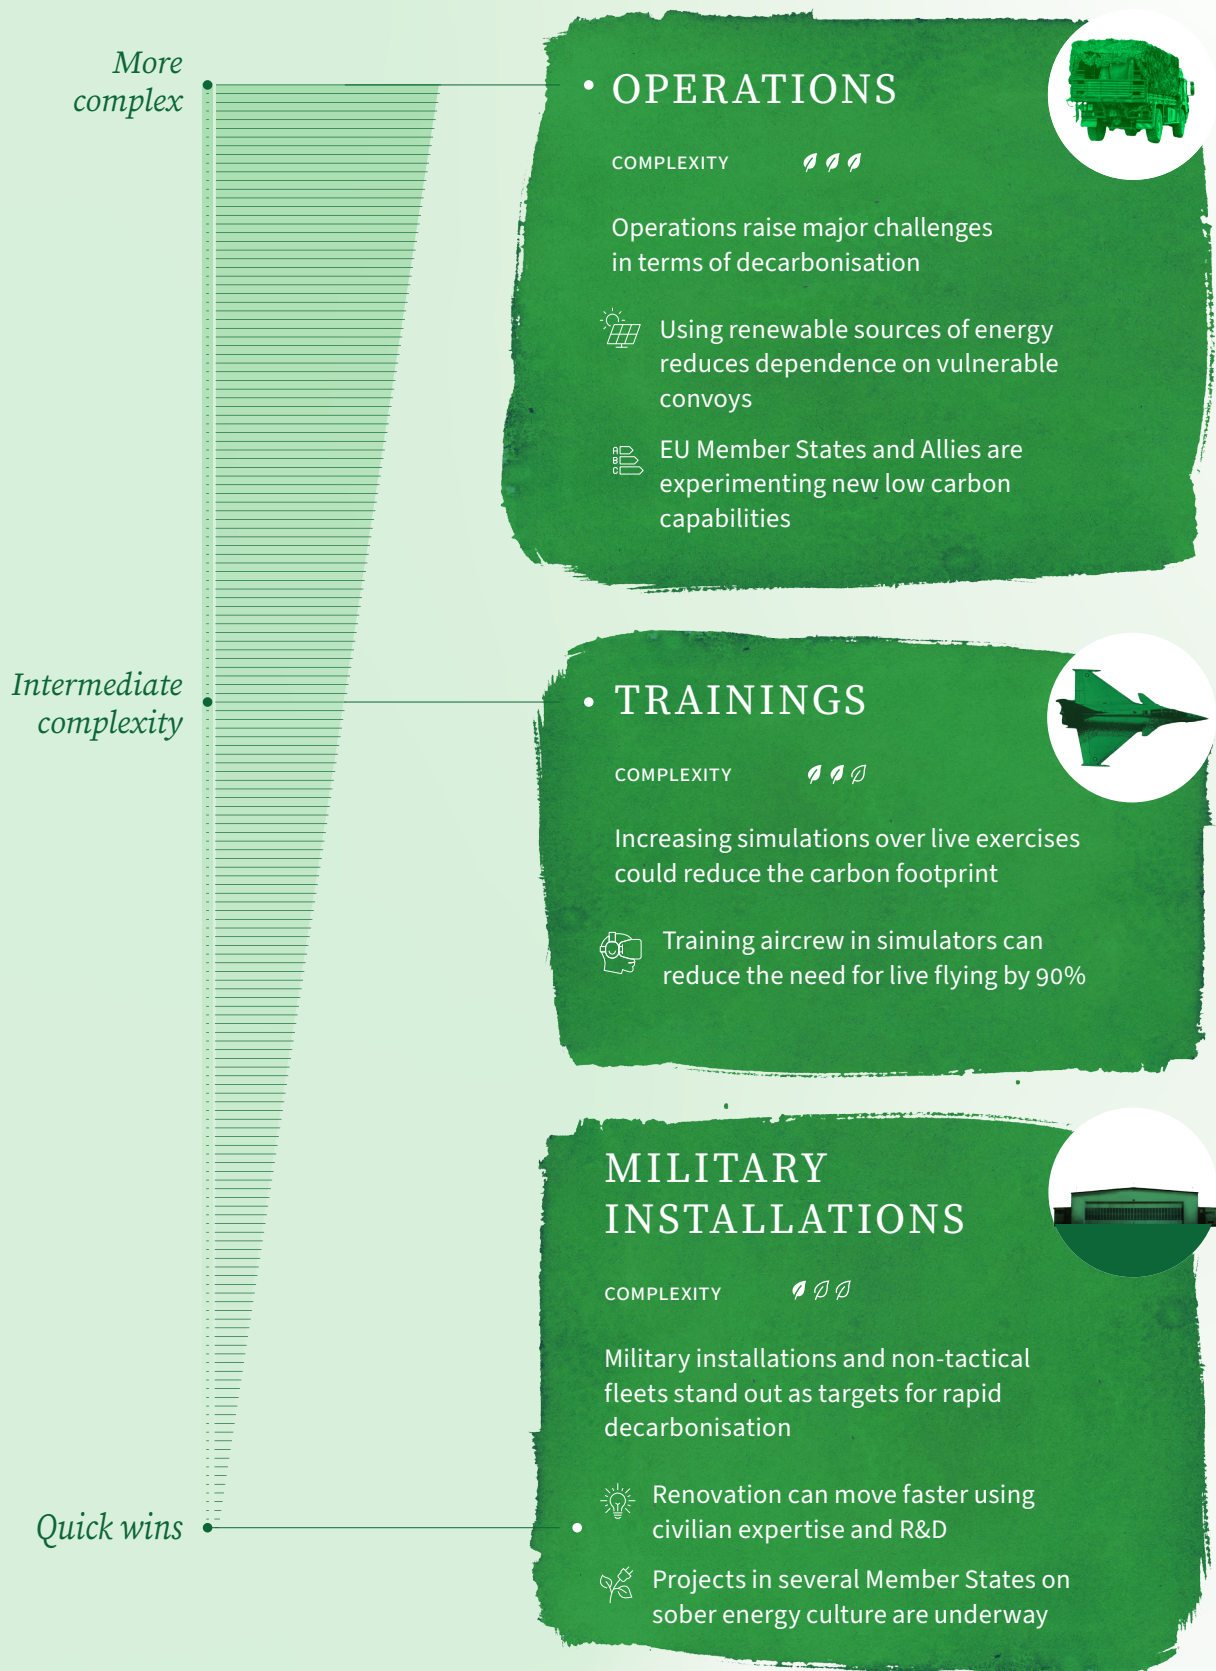 More
complex
OPERATIONS
COMPLEXITY
Operations raise major challenges
in terms of decarbonisation
Using renewable sources of energy
reduces dependence on vulnerable
convoys
A
B
C
EU Member States and Allies are
experimenting new low carbon
capabilities
Intermediate
complexity
TRAININGS
COMPLEXITY
Increasing simulations over live exercises
could reduce the carbon footprint
Training aircrew in simulators can
reduce the need for live flying by 90%
MILITARY
INSTALLATIONS
COMPLEXITY
Military installations and non-tactical
fleets stand out as targets for rapid
decarbonisation
Quick wins
Renovation can move faster using
civilian expertise and R&D
Projects in several Member States on
sober energy culture are underway